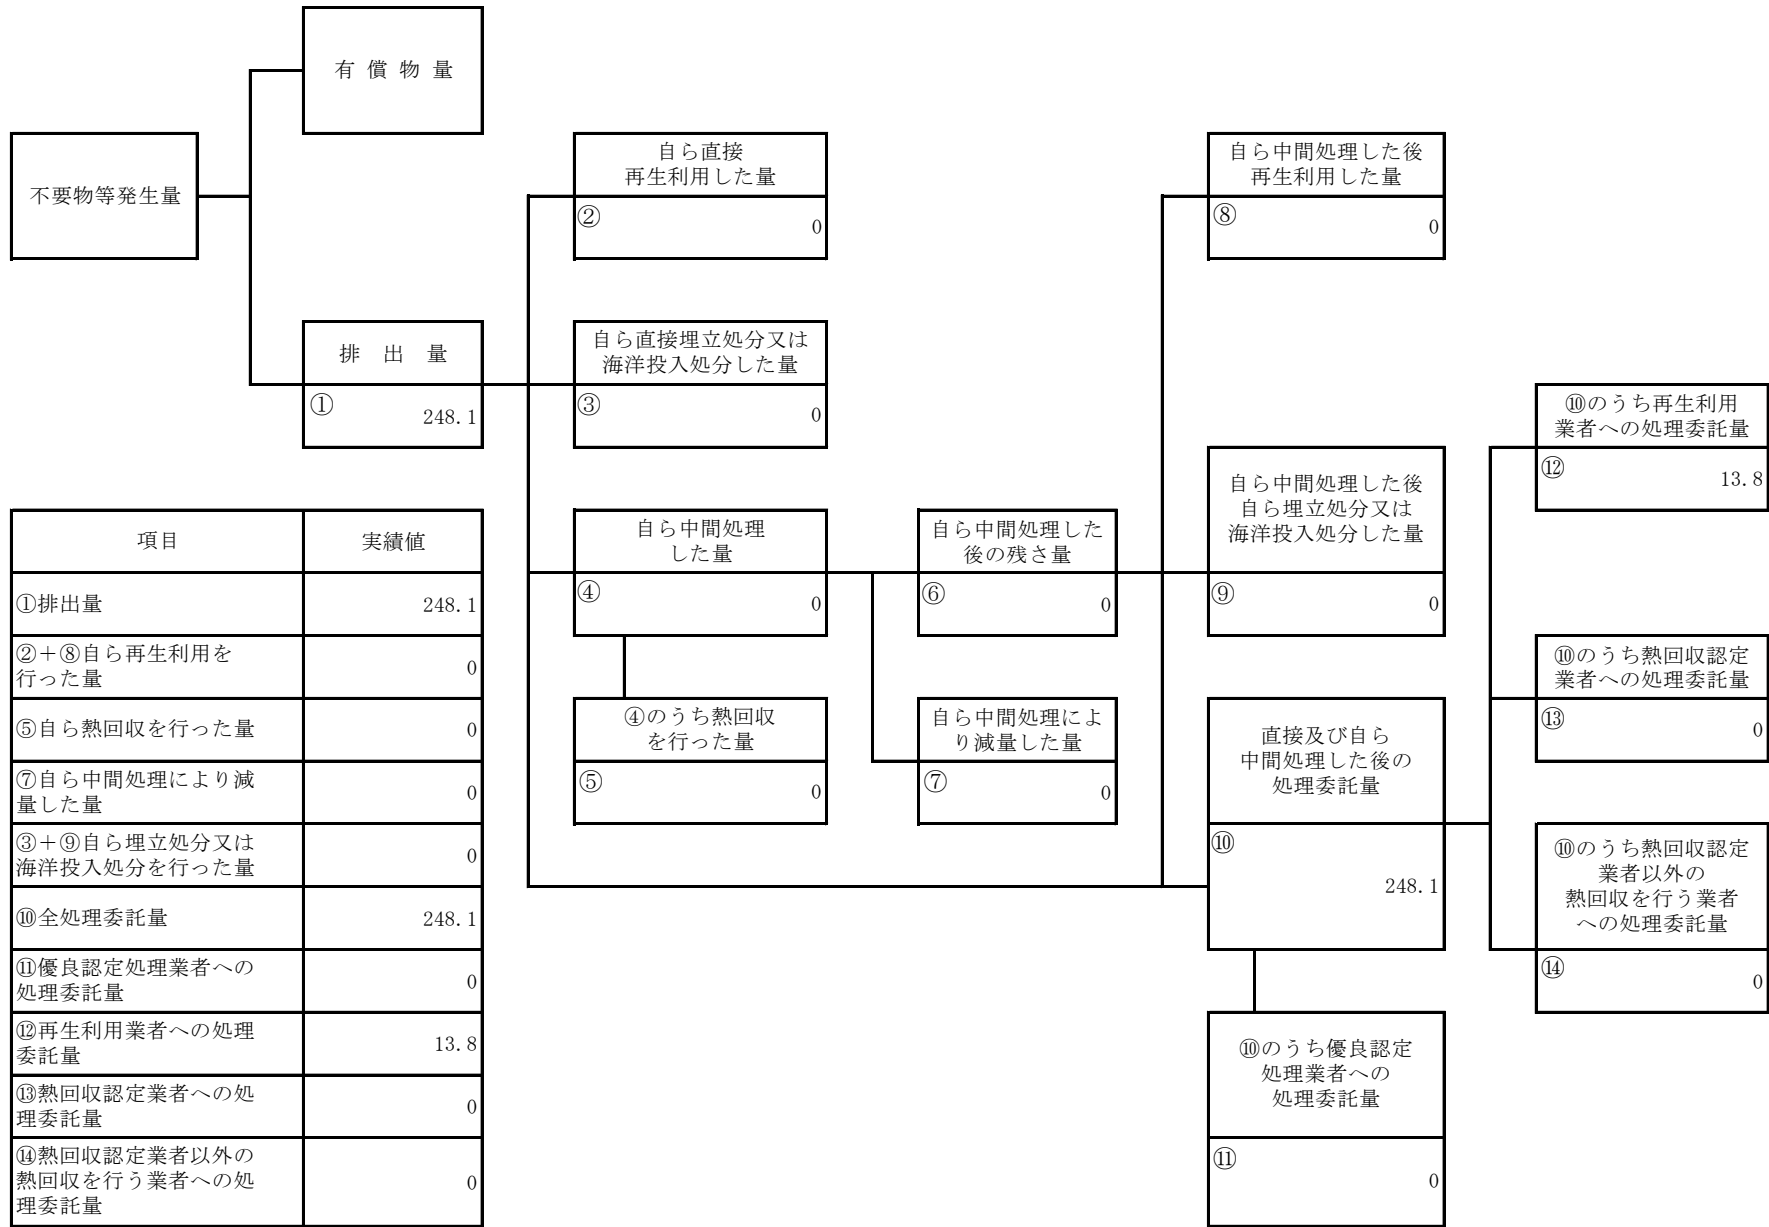 有償物量
不要物等発生量
排出量
① 248.1
自ら直接
再生利用した量
② 0
自ら直接埋立処分又は
海洋投入処分した量
③ 0
自ら中間処理
した量
④ 0
④のうち熱回収
を行った量
⑤ 0
自ら中間処理した
後の残さ量
⑥ 0
自ら中間処理によ
り減量した量
⑦ 0
自ら中間処理した後
再生利用した量
⑧ 0
自ら中間処理した後
自ら埋立処分又は
海洋投入処分した量
⑨ 0
直接及び自ら
中間処理した後の
処理委託量
⑩
248.1
⑩のうち優良認定
処理業者への
処理委託量
⑪ 0
⑩のうち再生利用
業者への処理委託量
⑫ 13.8
⑩のうち熱回収認定
業者への処理委託量
⑬ 0
⑩のうち熱回収認定
業者以外の
熱回収を行う業者
への処理委託量
⑭ 0
項目 実績値
①排出量 248.1
②+⑧自ら再生利用を
行った量 0
⑤自ら熱回収を行った量 0
⑦自ら中間処理により減
量した量 0
③+⑨自ら埋立処分又は
海洋投入処分を行った量 0
⑩全処理委託量 248.1
⑪優良認定処理業者への
処理委託量 0
⑫再生利用業者への処理
委託量 13.8
⑬熱回収認定業者への処
理委託量 0
⑭熱回収認定業者以外の
熱回収を行う業者への処
理委託量 0